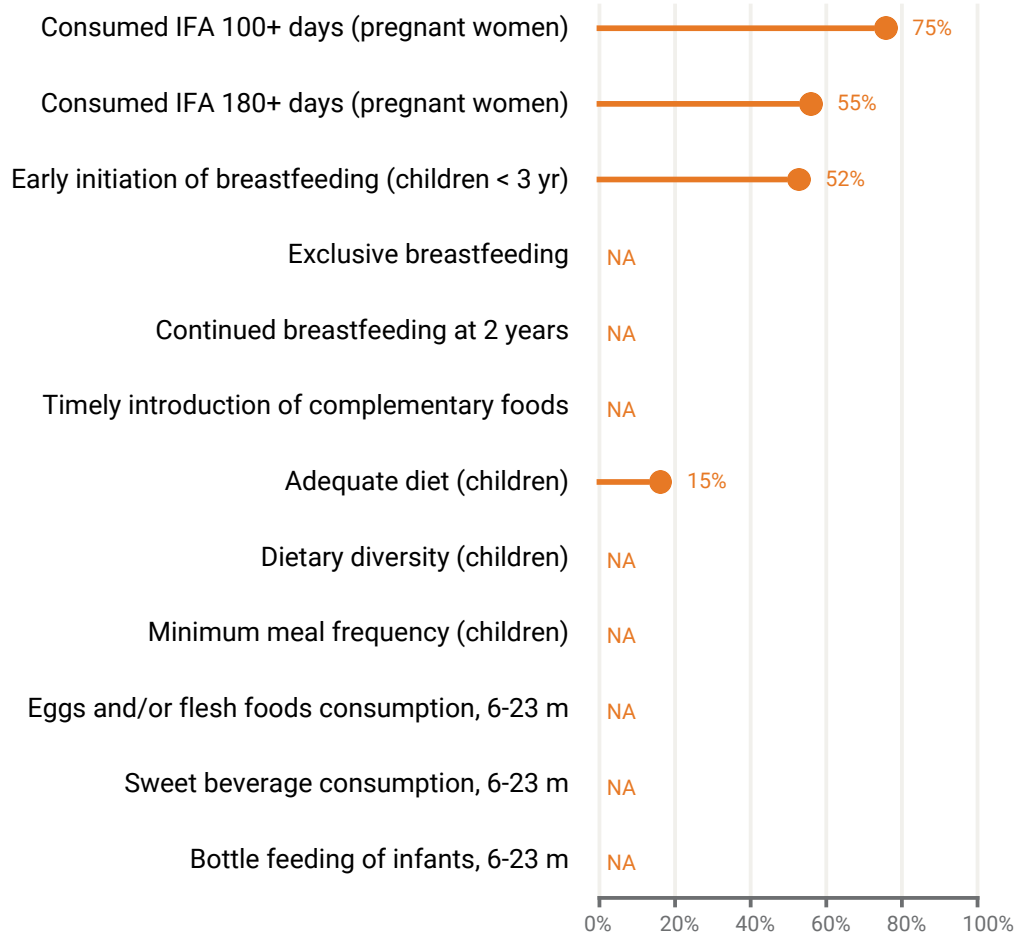 Consumed IFA 100+ days (pregnant women) 75%
Consumed IFA 180+ days (pregnant women) 55%
Early initiation of breastfeeding (children < 3 yr) 52%
Exclusive breastfeeding NA
Continued breastfeeding at 2 years NA
Timely introduction of complementary foods NA
Adequate diet (children) 15%
Dietary diversity (children) NA
Minimum meal frequency (children) NA
Eggs and/or flesh foods consumption, 6-23 m NA
Sweet beverage consumption, 6-23 m NA
Bottle feeding of infants, 6-23 m NA
0% 20% 40% 60% 80% 100%